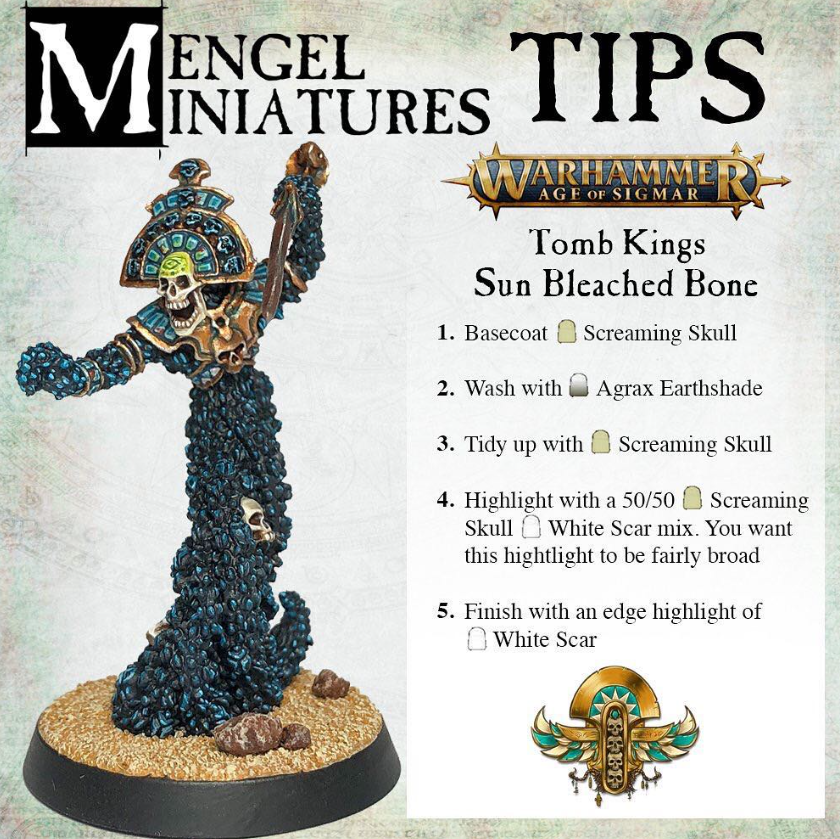 MENGEL
MINIATURES
TIPS
WARHAMMER
AGE OF SIGMAR
Tomb Kings
Sun Bleached Bone
1. Basecoat Screaming Skull
2. Wash with Agrax Earthshade
3. Tidy up with Screaming Skull
4. Highlight with a 50/50 Screaming
Skull White Scar mix. You want
this hightlight to be fairly broad
5. Finish with an edge highlight of
White Scar